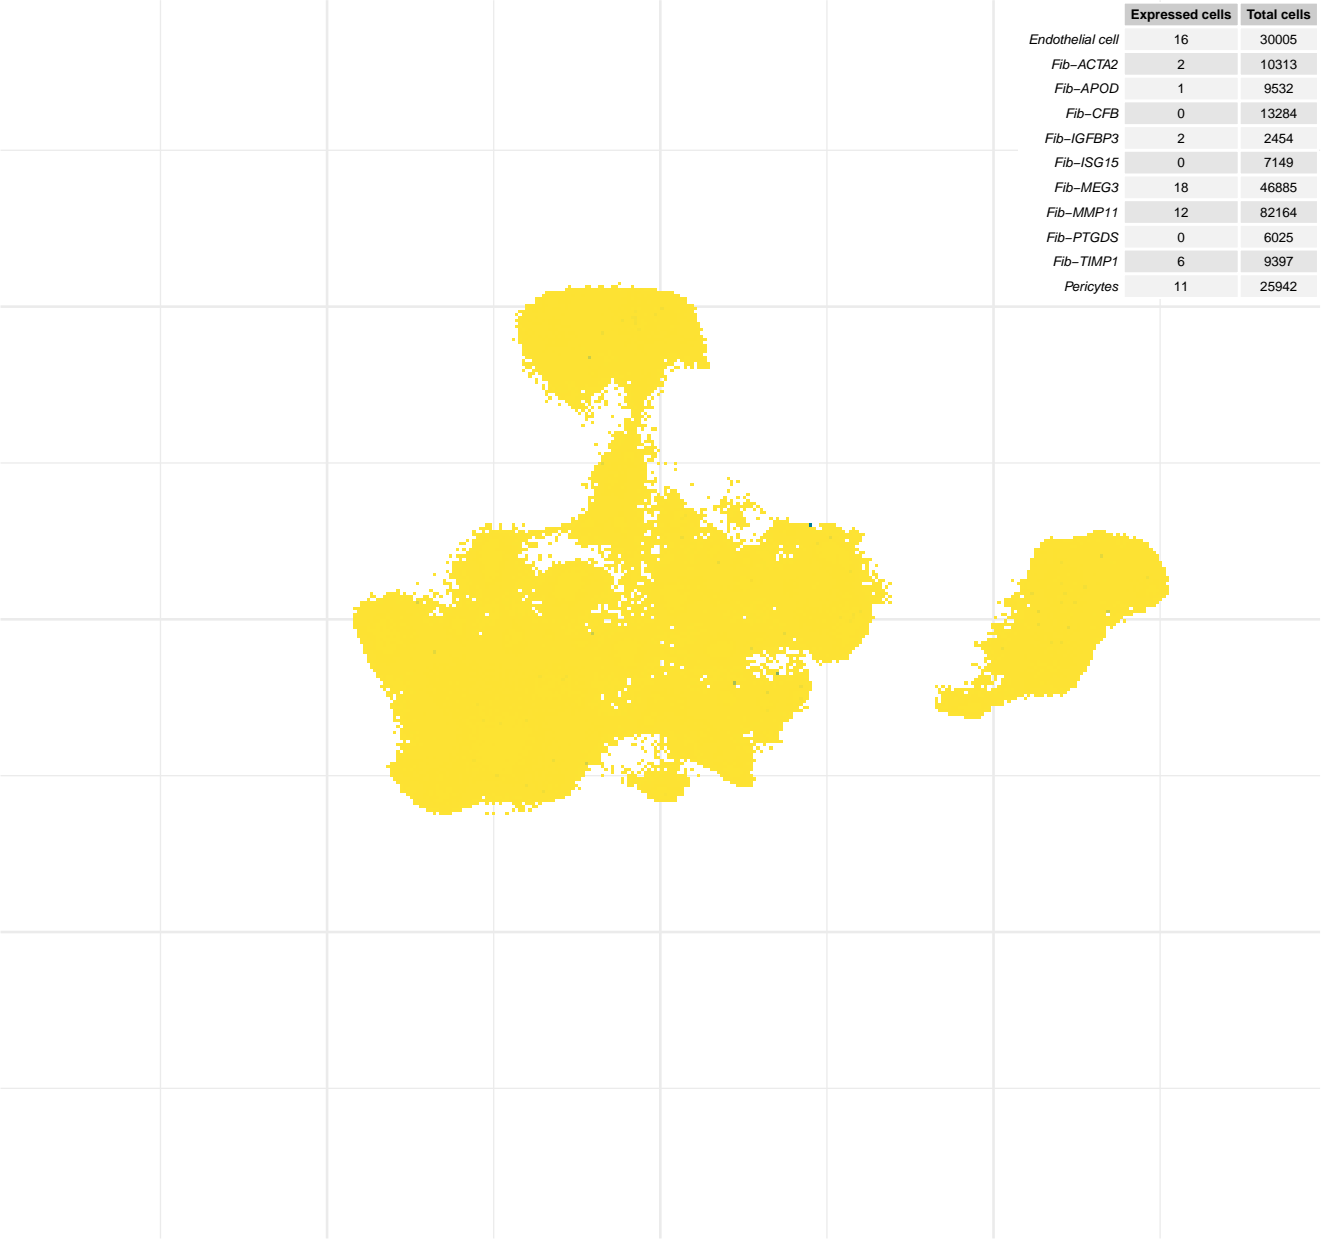 Expressed cells Total cells
Endothelial cell 16 30005
Fib−ACTA2 2 10313
Fib−APOD 1 9532
Fib−CFB 0 13284
Fib−IGFBP3 2 2454
Fib−ISG15 0 7149
Fib−MEG3 18 46885
Fib−MMP11 12 82164
Fib−PTGDS 0 6025
Fib−TIMP1 6 9397
Pericytes 11 25942